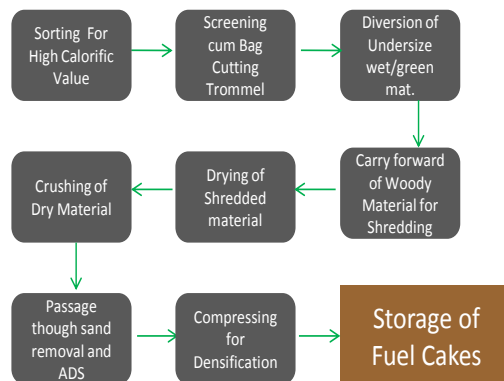 Sorting For
High Calorific
Value
Screening
cum Bag
Cutting
Trommel
Diversion of
Undersize
wet/green
mat.
Carry forward
of Woody
Material for
Shredding
Drying of
Shredded
material
Crushing of
Dry Material
Passage
though sand
removal and
ADS
Compressing
for
Densification
Storage of
Fuel Cakes